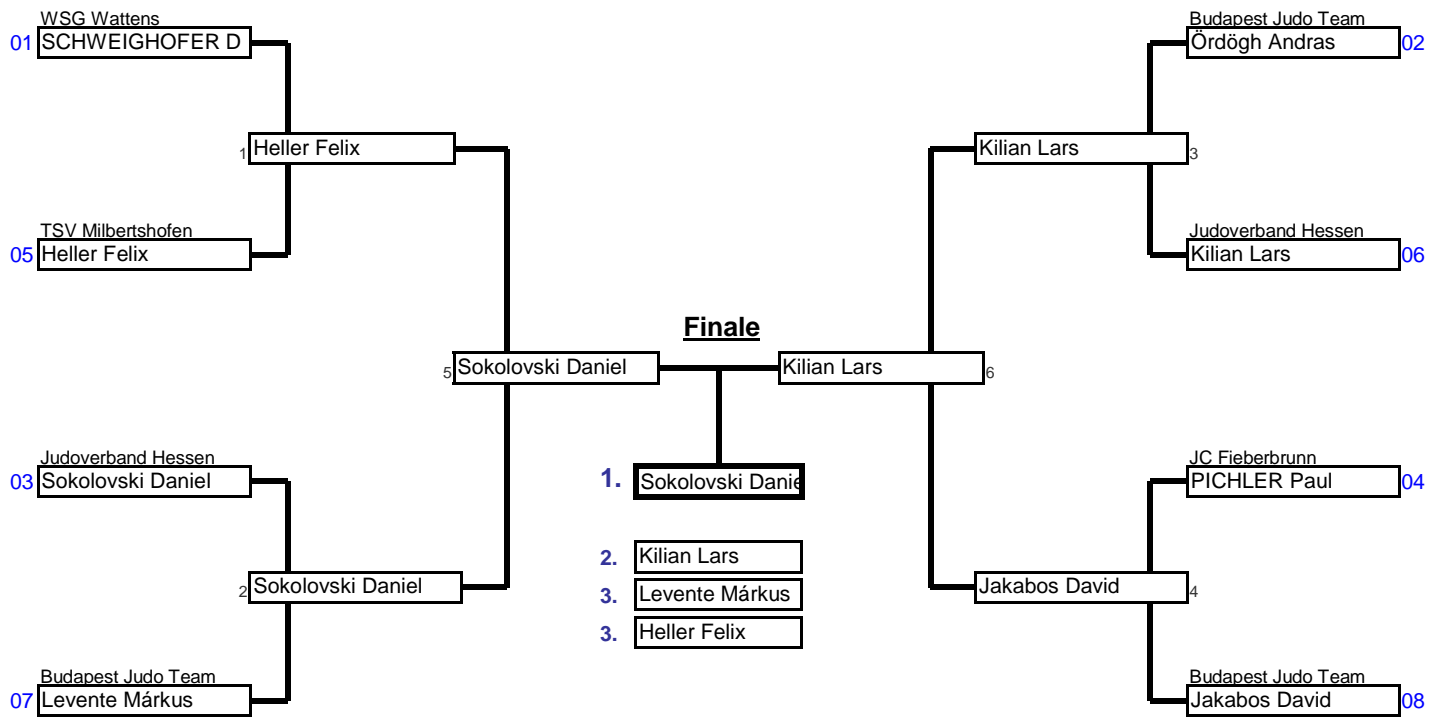 WSG Wattens
01 SCHWEIGHOFER D
1 Heller Felix
TSV Milbertshofen
05 Heller Felix
5 Sokolovski Daniel
Judoverband Hessen
03 Sokolovski Daniel
2 Sokolovski Daniel
Budapest Judo Team
07 Levente Márkus
Finale
1. Sokolovski Danie
2. Kilian Lars
3. Levente Márkus
3. Heller Felix
Budapest Judo Team
Ördögh Andras 02
Kilian Lars 3
Judoverband Hessen
Kilian Lars 06
Kilian Lars 6
JC Fieberbrunn
PICHLER Paul 04
Jakabos David 4
Budapest Judo Team
Jakabos David 08